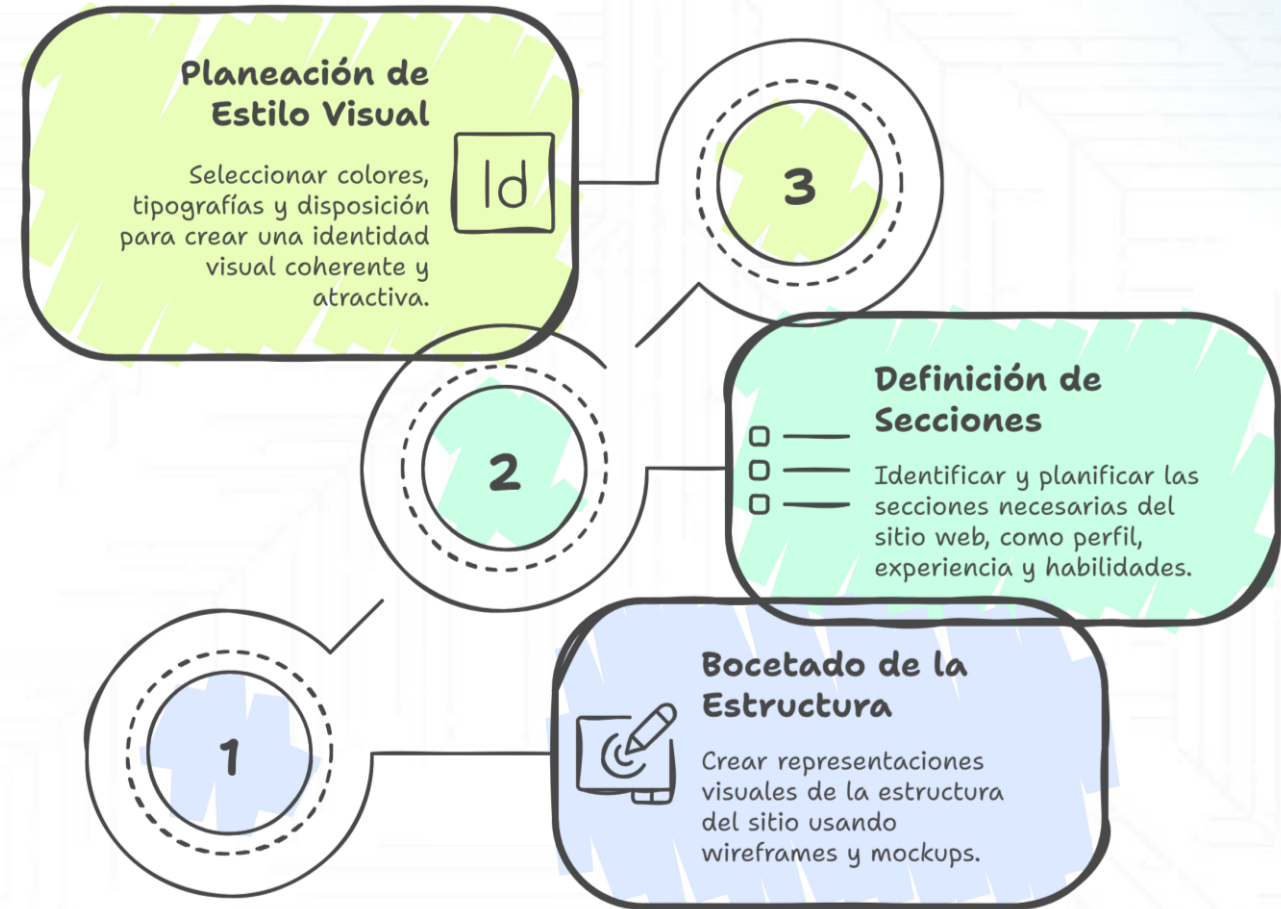 Planeación de
Estilo Visual
Seleccionar colores,
tipografías y disposición
para crear una identidad
visual coherente y
atractiva.
Id
3
Definición de
Secciones
Identificar y planificar las
secciones necesarias del
sitio web, como perfil,
experiencia y habilidades.
2
Bocetado de la
Estructura
Crear representaciones
visuales de la estructura
del sitio usando
wireframes y mockups.
1